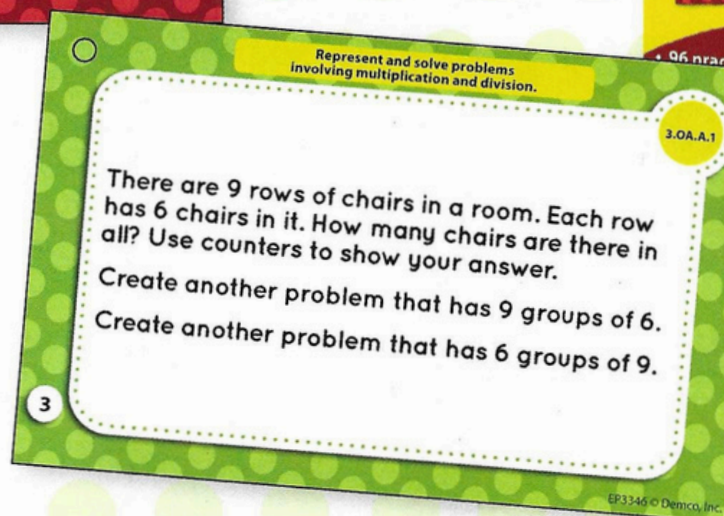 • 96 prac
Represent and solve problems
involving multiplication and division.
3.OA.A.1
There are 9 rows of chairs in a room. Each row
has 6 chairs in it. How many chairs are there in
all? Use counters to show your answer.
Create another problem that has 9 groups of 6.
Create another problem that has 6 groups of 9.
3
EP3346 © Demco, Inc.